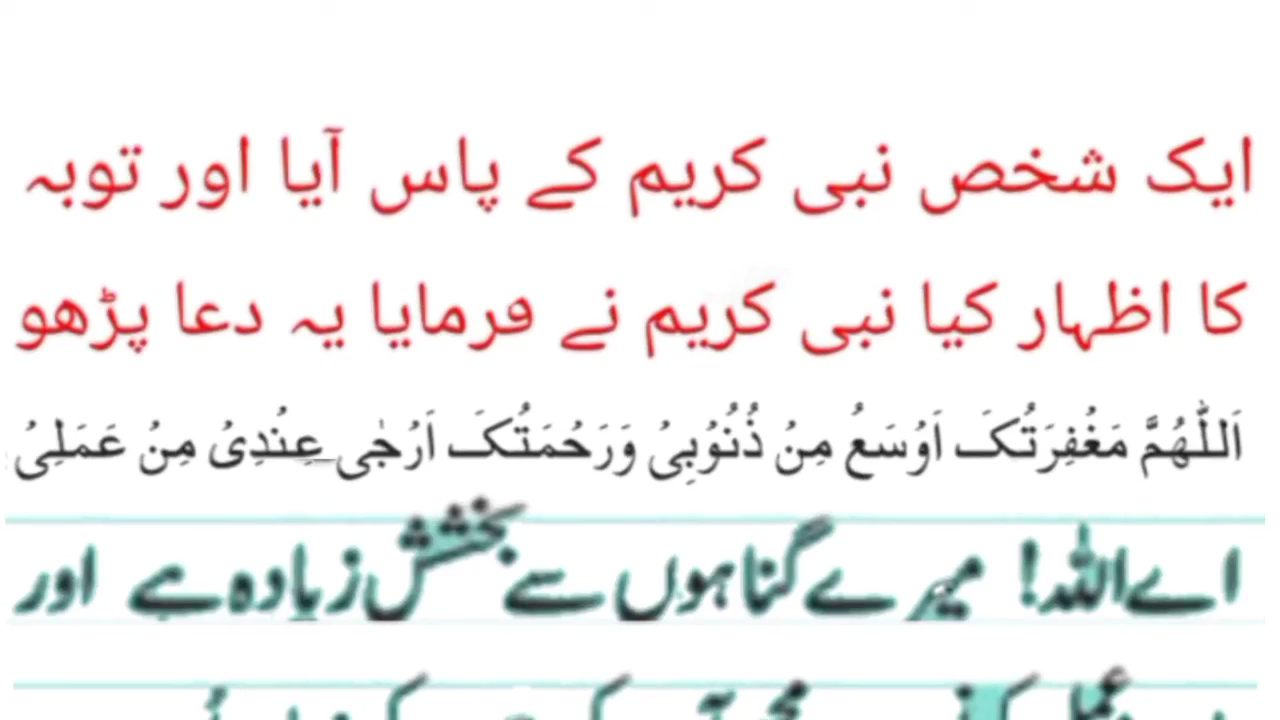 ایک شخص نبی کریم کے پاس آیا اور توبہ
کا اظہار کیا نبی کریم نے فرمایا یہ دعا پڑھو
اَللّٰهُمَّ مَغْفِرَتُکَ اَوْسَعُ مِنْ ذُنُوْبِیْ وَرَحْمَتُکَ اَرْجٰی عِنْدِیْ مِنْ عَمَلِیْ
اے اللہ! میرے گناہوں سے بخشش زیادہ ہے اور